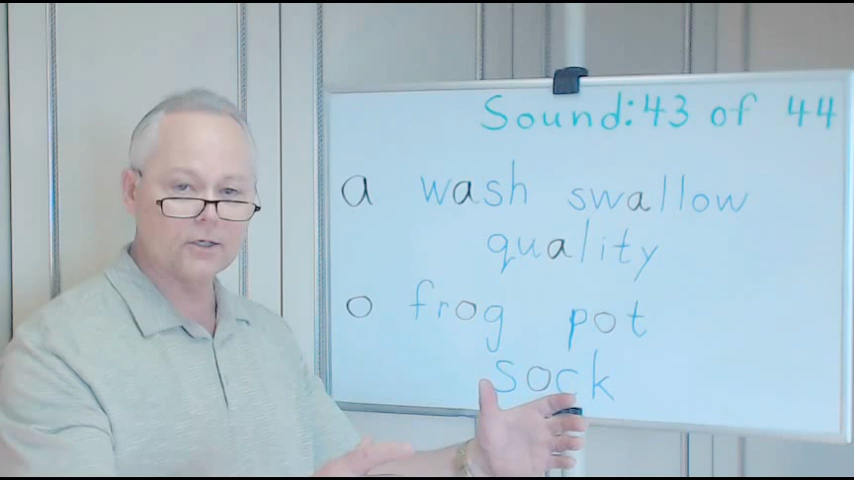 Sound: 43 of 44
a wash swallow
quality
o frog pot
sock